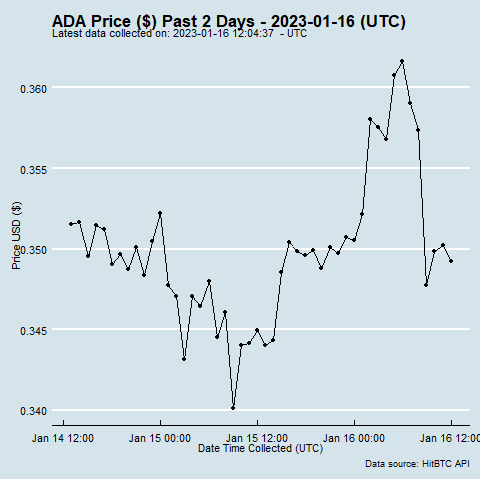 ADA Price ($) Past 2 Days - 2023-01-16 (UTC)
Latest data collected on: 2023-01-16 12:04:37  - UTC
0.360
0.355
0.350
0.345
0.340
Price USD ($)
Jan 14 12:00 Jan 15 00:00 Jan 15 12:00 Jan 16 00:00 Jan 16 12:00
Date Time Collected (UTC)
Data source: HitBTC API